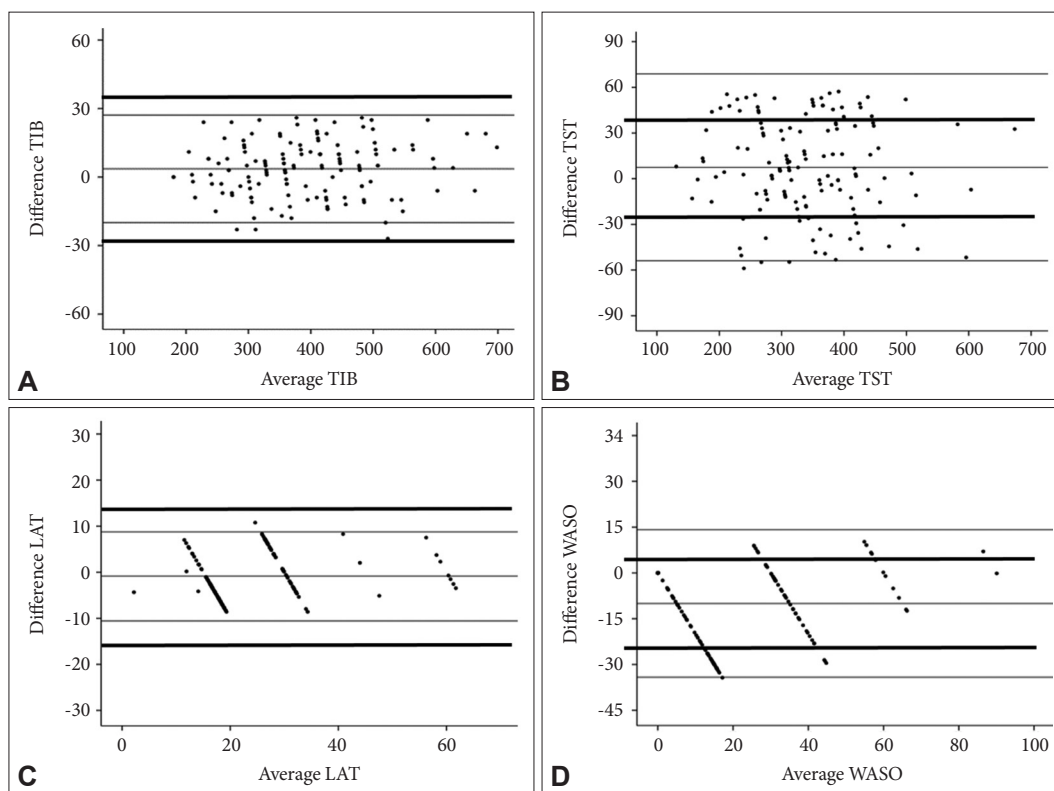 60
30
0
-30
-60
Difference TIB
100 200 300 400 500 600 700
Average TIB
A
90
60
30
0
-30
-60
-90
Difference TST
100 200 300 400 500 600 700
Average TST
B
30
20
10
0
-10
-20
-30
Difference LAT
0 20 40 60
Average LAT
C
34
15
0
-15
-30
-45
Difference WASO
0 20 40 60 80 100
Average WASO
D